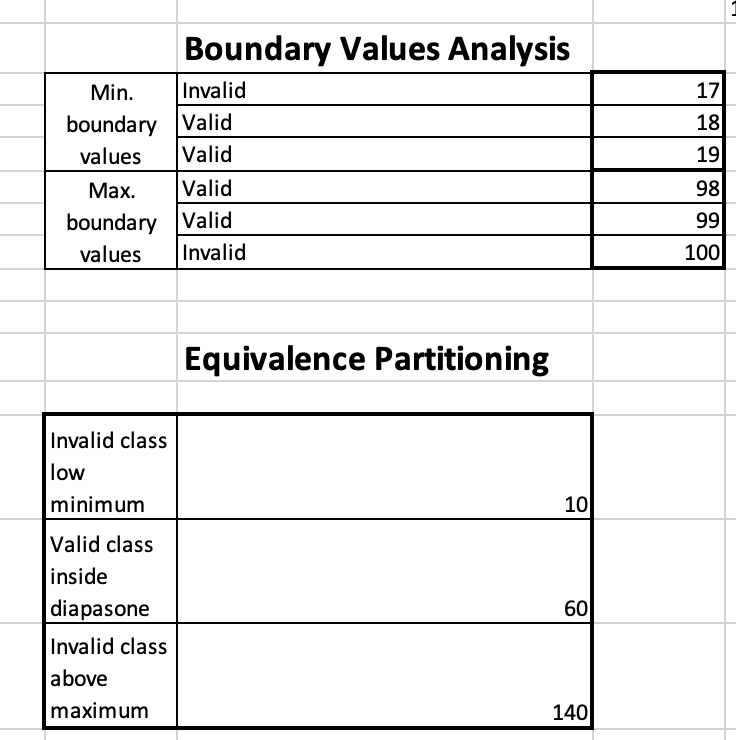 Boundary Values Analysis
Min. boundary values
Invalid 17
Valid 18
Valid 19
Max. boundary values
Valid 98
Valid 99
Invalid 100
Equivalence Partitioning
Invalid class
low
minimum 10
Valid class
inside
diapasone 60
Invalid class
above
maximum 140